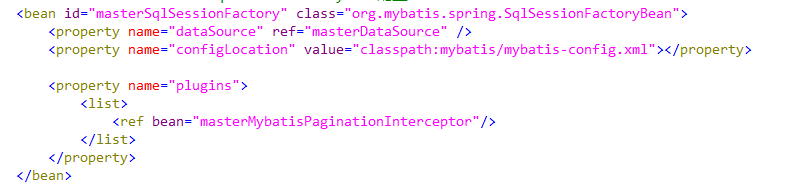 <bean id="masterSqlSessionFactory" class="org.mybatis.spring.SqlSessionFactoryBean">
    <property name="dataSource" ref="masterDataSource" />
    <property name="configLocation" value="classpath:mybatis/mybatis-config.xml"></property>
    <property name="plugins">
        <list>
            <ref bean="masterMybatisPaginationInterceptor"/>
        </list>
    </property>
</bean>